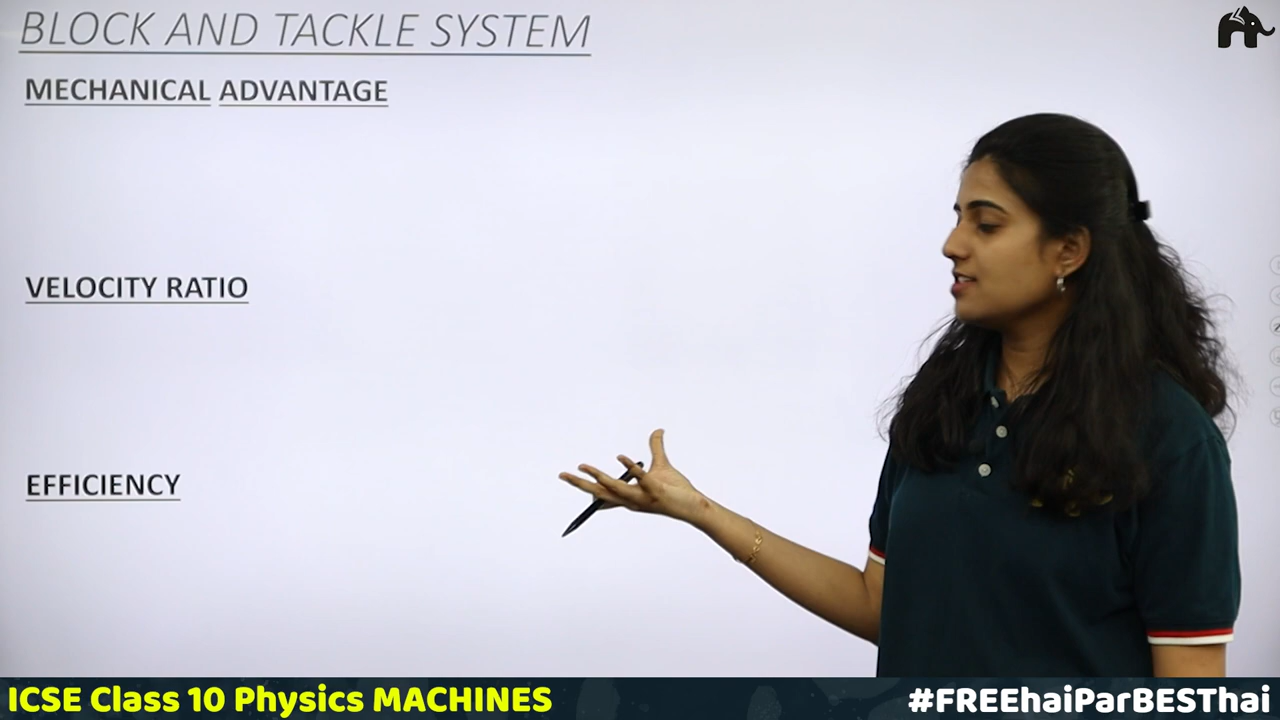 BLOCK AND TACKLE SYSTEM
MECHANICAL ADVANTAGE
VELOCITY RATIO
EFFICIENCY
ICSE Class 10 Physics MACHINES
#FREEhaiParBESThai